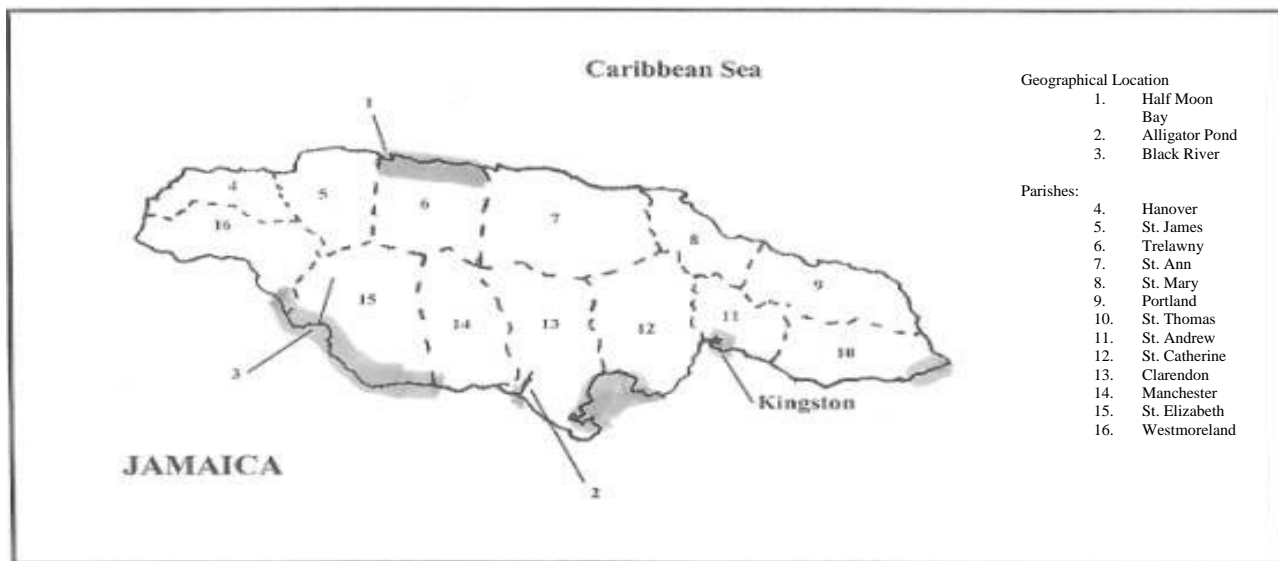 Caribbean Sea
1
4
5
6
7
8
9
10
11
12
13
14
15
16
3
2
Kingston
JAMAICA
Geographical Location
1. Half Moon
Bay
2. Alligator Pond
3. Black River
Parishes:
4. Hanover
5. St. James
6. Trelawny
7. St. Ann
8. St. Mary
9. Portland
10. St. Thomas
11. St. Andrew
12. St. Catherine
13. Clarendon
14. Manchester
15. St. Elizabeth
16. Westmoreland